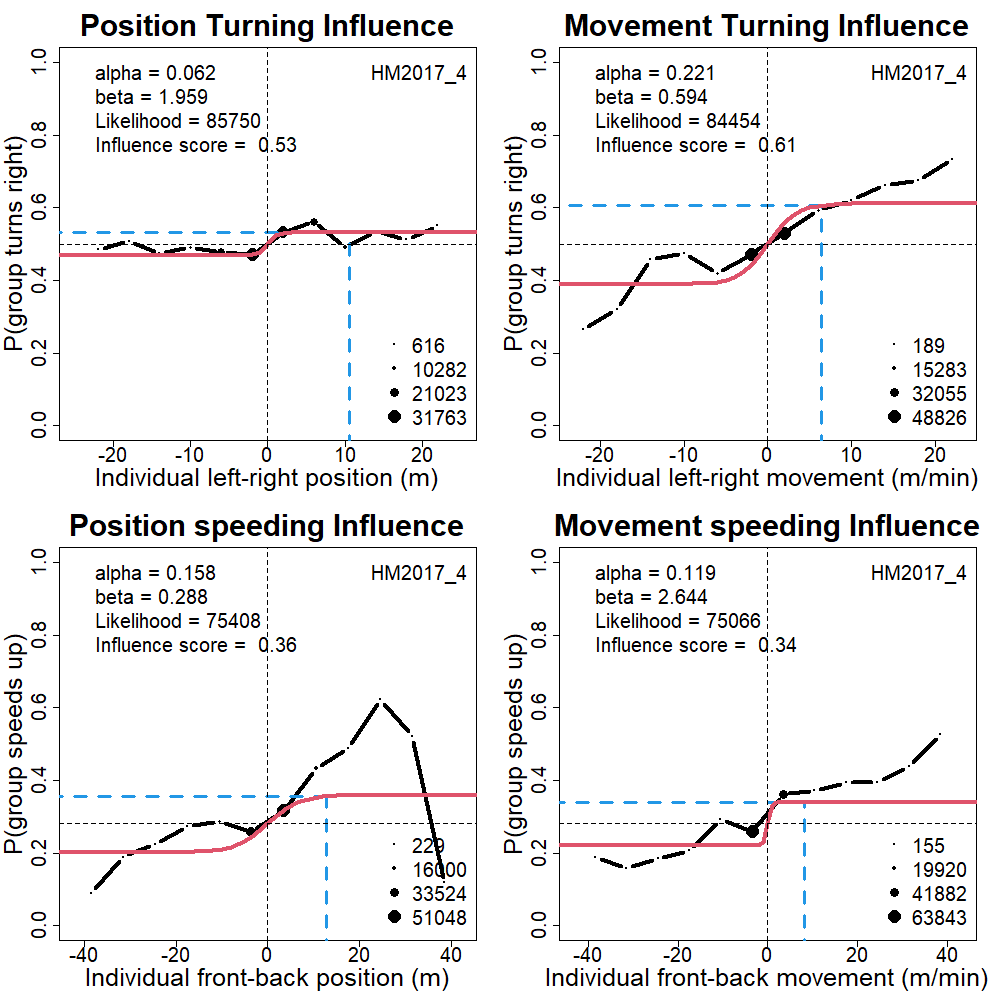 Position Turning Influence
P(group turns right)
0.0 0.2 0.4 0.6 0.8 1.0
alpha = 0.062
beta = 1.959
Likelihood = 85750
Influence score = 0.53
HM2017_4
616
10282
21023
31763
-20 -10 0 10 20
Individual left-right position (m)
Movement Turning Influence
P(group turns right)
0.0 0.2 0.4 0.6 0.8 1.0
alpha = 0.221
beta = 0.594
Likelihood = 84454
Influence score = 0.61
HM2017_4
189
15283
32055
48826
-20 -10 0 10 20
Individual left-right movement (m/min)
Position speeding Influence
P(group speeds up)
0.0 0.2 0.4 0.6 0.8 1.0
alpha = 0.158
beta = 0.288
Likelihood = 75408
Influence score = 0.36
HM2017_4
229
16000
33524
51048
-40 -20 0 20 40
Individual front-back position (m)
Movement speeding Influence
P(group speeds up)
0.0 0.2 0.4 0.6 0.8 1.0
alpha = 0.119
beta = 2.644
Likelihood = 75066
Influence score = 0.34
HM2017_4
155
19920
41882
63843
-40 -20 0 20 40
Individual front-back movement (m/min)